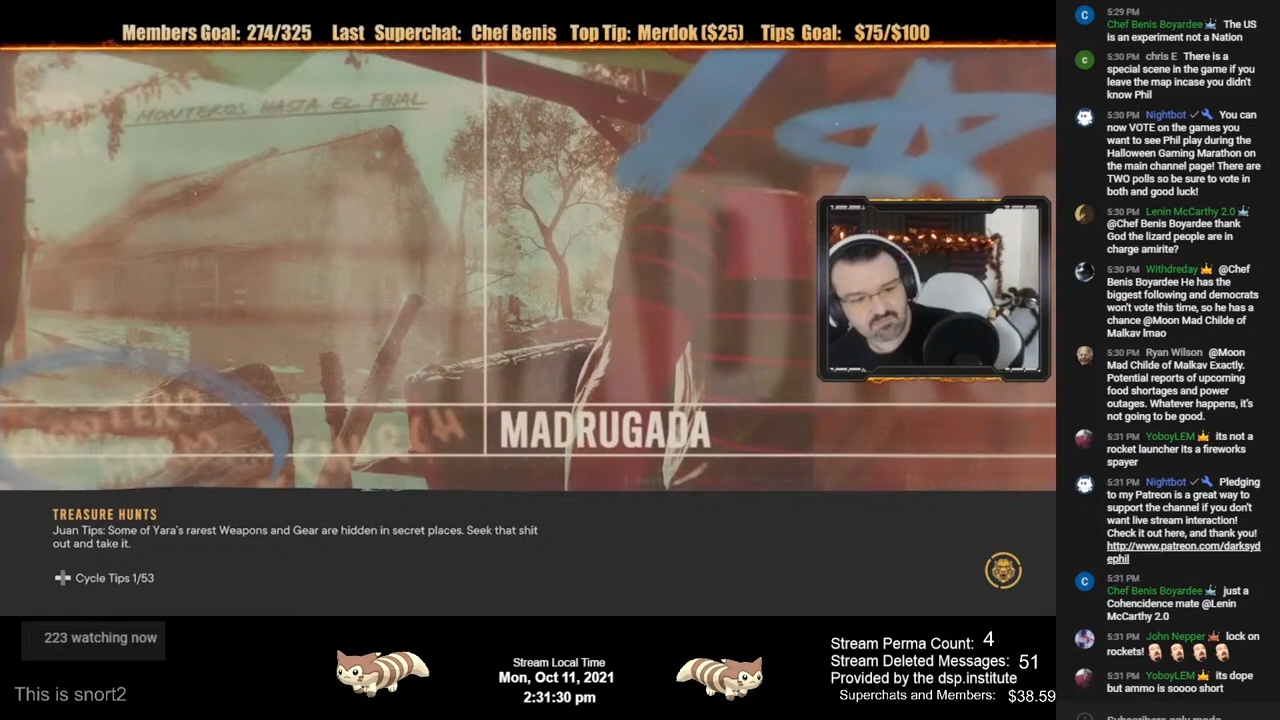 Members Goal: 274/325 Last Superchat: Chef Benis Top Tip: Merdok ($25) Tips Goal: $75/$100
MONTEROS HASTA EL FINAL
MADRUGADA
TREASURE HUNTS
Juan Tips: Some of Yara's rarest Weapons and Gear are hidden in secret places. Seek that shit
out and take it.
Cycle Tips 1/53
223 watching now
This is snort2
Stream Local Time
Mon, Oct 11, 2021
2:31:30 pm
Stream Perma Count: 4
Stream Deleted Messages: 51
Provided by the dsp.institute
Superchats and Members: $38.59
5:29 PM
Chef Benis Boyardee The US
is an experiment not a Nation
5:30 PM chris E There is a
special scene in the game if you
leave the map incase you didn't
know Phil
5:30 PM Nightbot You can
now VOTE on the games you
want to see Phil play during the
Halloween Gaming Marathon on
the main channel page! There are
TWO polls so be sure to vote in
both and good luck!
5:30 PM Lenin McCarthy 2.0
@Chef Benis Boyardee thank
God the lizard people are in
charge amirite?
5:30 PM Withdreday @Chef
Benis Boyardee He has the
biggest following and democrats
won't vote this time, so he has a
chance @Moon Mad Childe of
Malkav lmao
5:30 PM Ryan Wilson @Moon
Mad Childe of Malkav Exactly.
Potential reports of upcoming
food shortages and power
outages. Whatever happens, it's
not going to be good.
5:31 PM YoboyLEM its not a
rocket launcher its a fireworks
spayer
5:31 PM Nightbot Pledging
to my Patreon is a great way to
support the channel if you don't
want live stream interaction!
Check it out here, and thank you!
http://www.patreon.com/darksyd
ephil
5:31 PM
Chef Benis Boyardee just a
Cohencidence mate @Lenin
McCarthy 2.0
5:31 PM John Nepper lock on
rockets!
5:31 PM YoboyLEM its dope
but ammo is soooo short
Subscribers-only mode